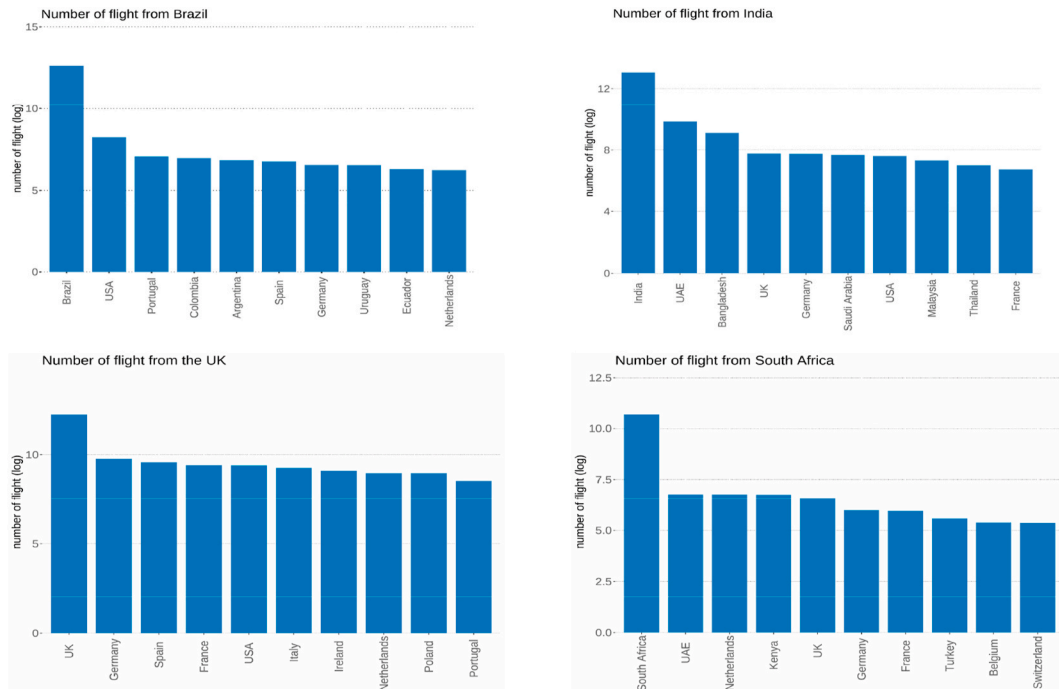 Number of flight from Brazil
number of flight (log)
15
10
5
0
Brazil
USA
Portugal
Colombia
Argentina
Spain
Germany
Uruguay
Ecuador
Netherlands
Number of flight from India
number of flight (log)
12
8
4
0
India
UAE
Bangladesh
UK
Germany
Saudi Arabia
USA
Malaysia
Thailand
France
Number of flight from the UK
number of flight (log)
10
5
0
UK
Germany
Spain
France
USA
Italy
Ireland
Netherlands
Poland
Portugal
Number of flight from South Africa
number of flight (log)
12.5
10.0
7.5
5.0
2.5
0.0
South Africa
UAE
Netherlands
Kenya
UK
Germany
France
Turkey
Belgium
Switzerland